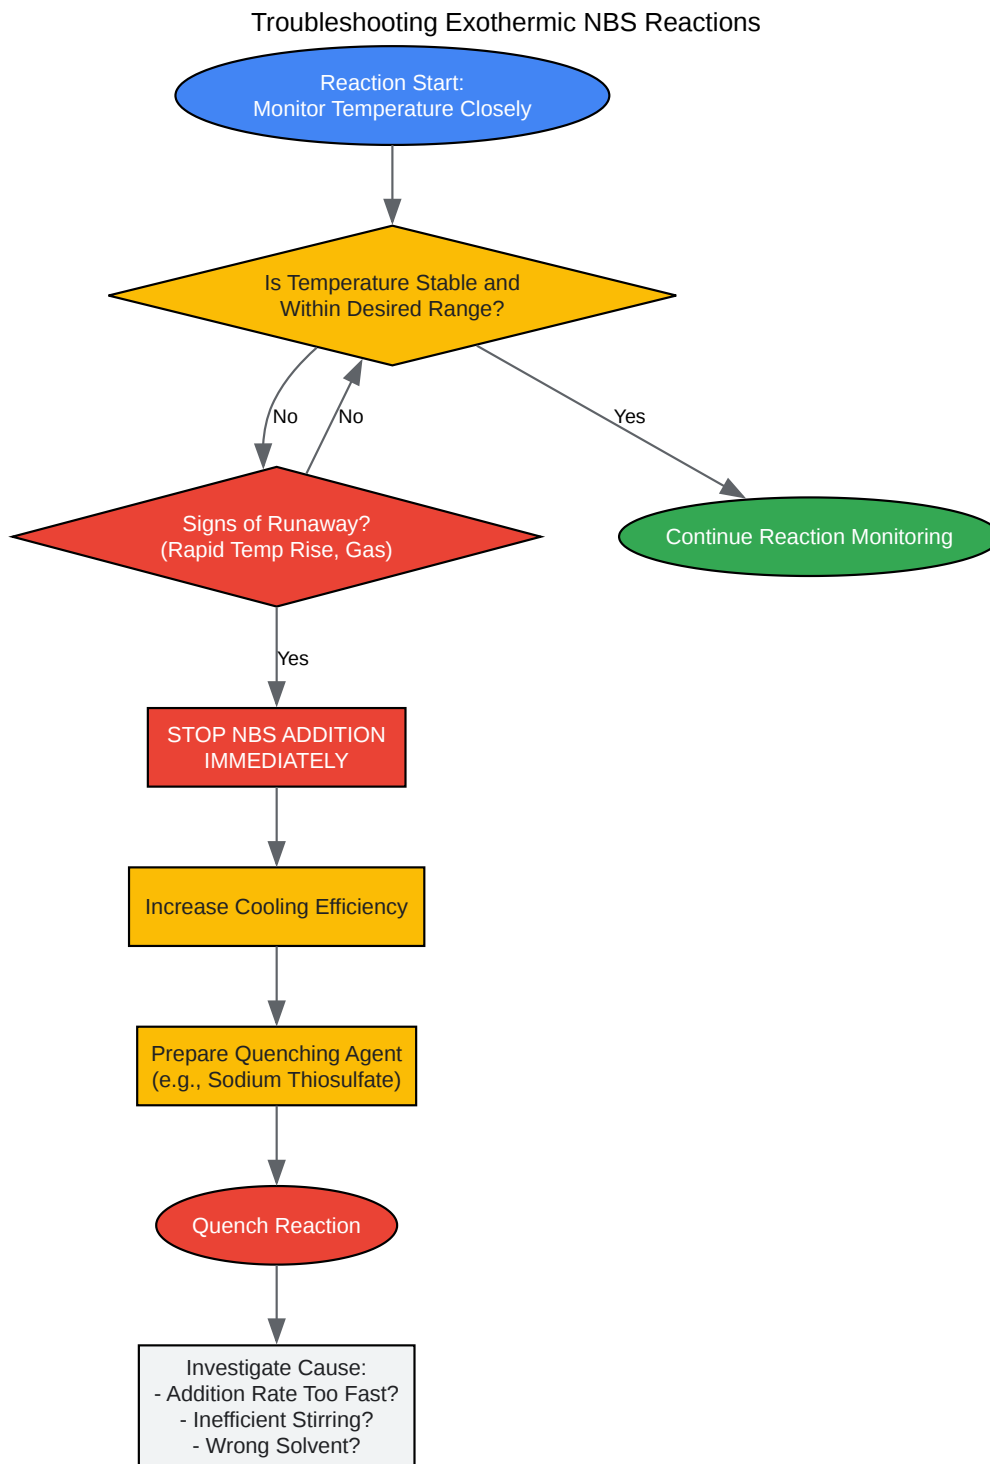 Troubleshooting Exothermic NBS Reactions
Reaction Start:
Monitor Temperature Closely
Is Temperature Stable and
Within Desired Range?
No
No
Yes
Signs of Runaway?
(Rapid Temp Rise, Gas)
Continue Reaction Monitoring
Yes
STOP NBS ADDITION
IMMEDIATELY
Increase Cooling Efficiency
Prepare Quenching Agent
(e.g., Sodium Thiosulfate)
Quench Reaction
Investigate Cause:
- Addition Rate Too Fast?
- Inefficient Stirring?
- Wrong Solvent?